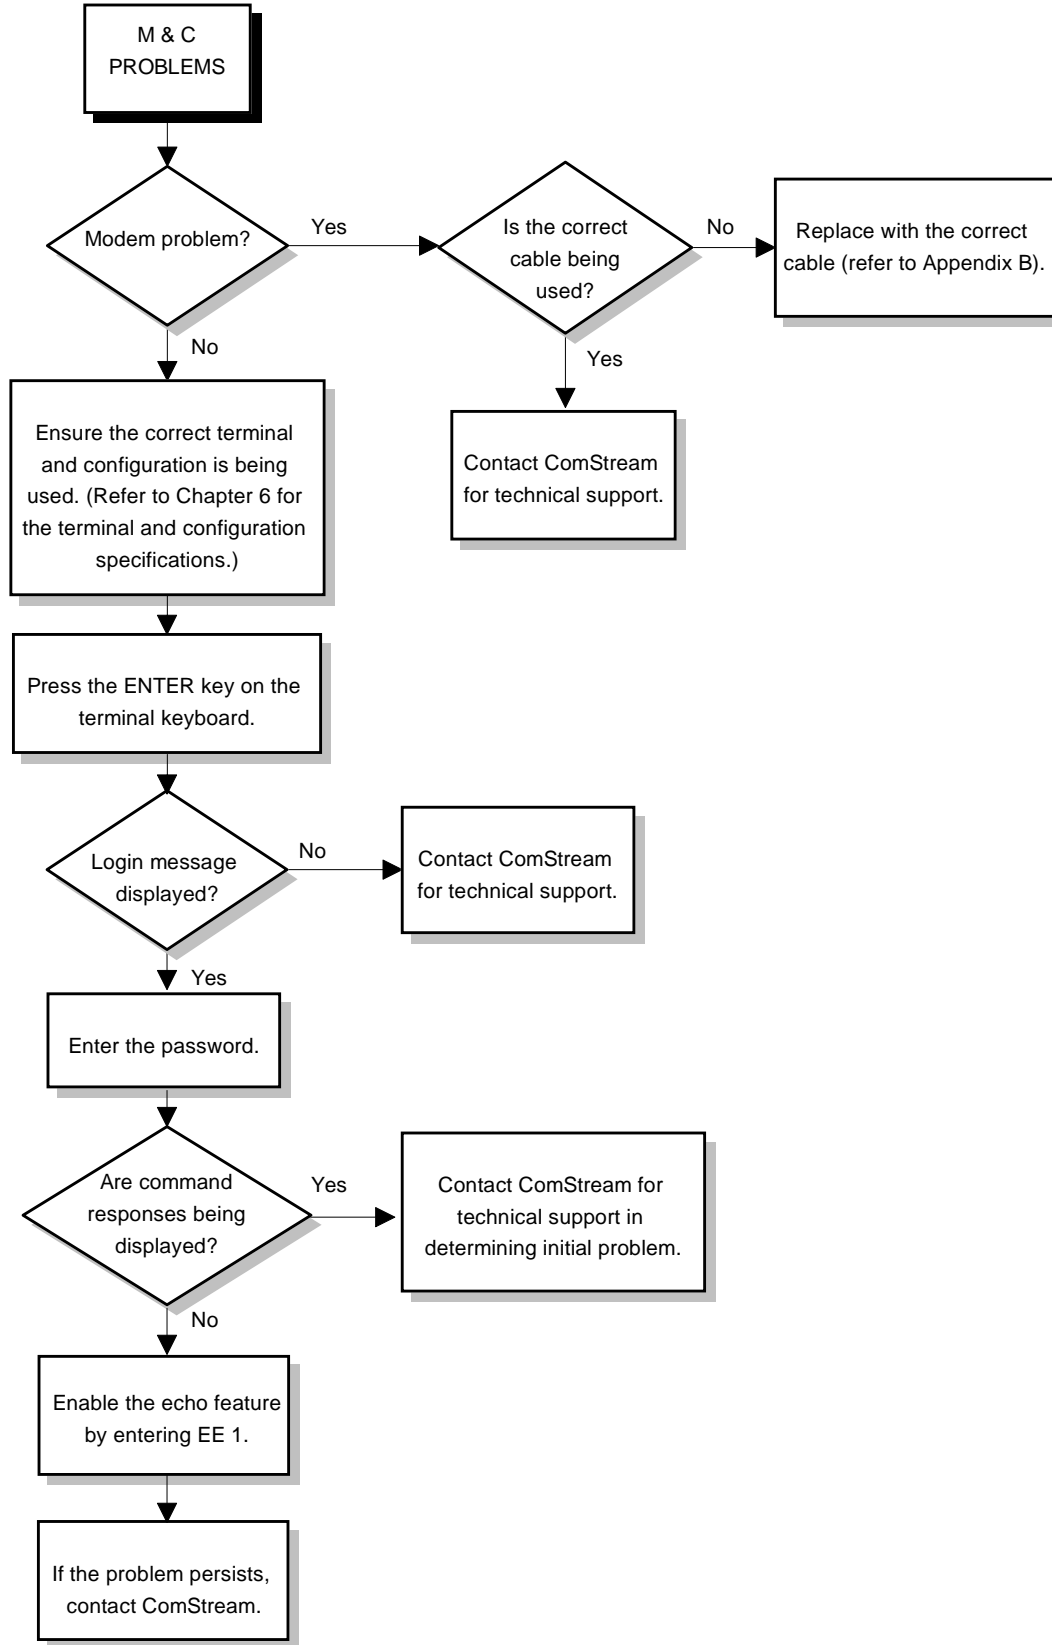 M & C
PROBLEMS
Modem problem?
Yes
Is the correct
cable being
used?
No
Replace with the correct
cable (refer to Appendix B).
No
Yes
Ensure the correct terminal
and configuration is being
used. (Refer to Chapter 6 for
the terminal and configuration
specifications.)
Contact ComStream
for technical support.
Press the ENTER key on the
terminal keyboard.
Login message
displayed?
No
Contact ComStream
for technical support.
Yes
Enter the password.
Are command
responses being
displayed?
Yes
Contact ComStream for
technical support in
determining initial problem.
No
Enable the echo feature
by entering EE 1.
If the problem persists,
contact ComStream.